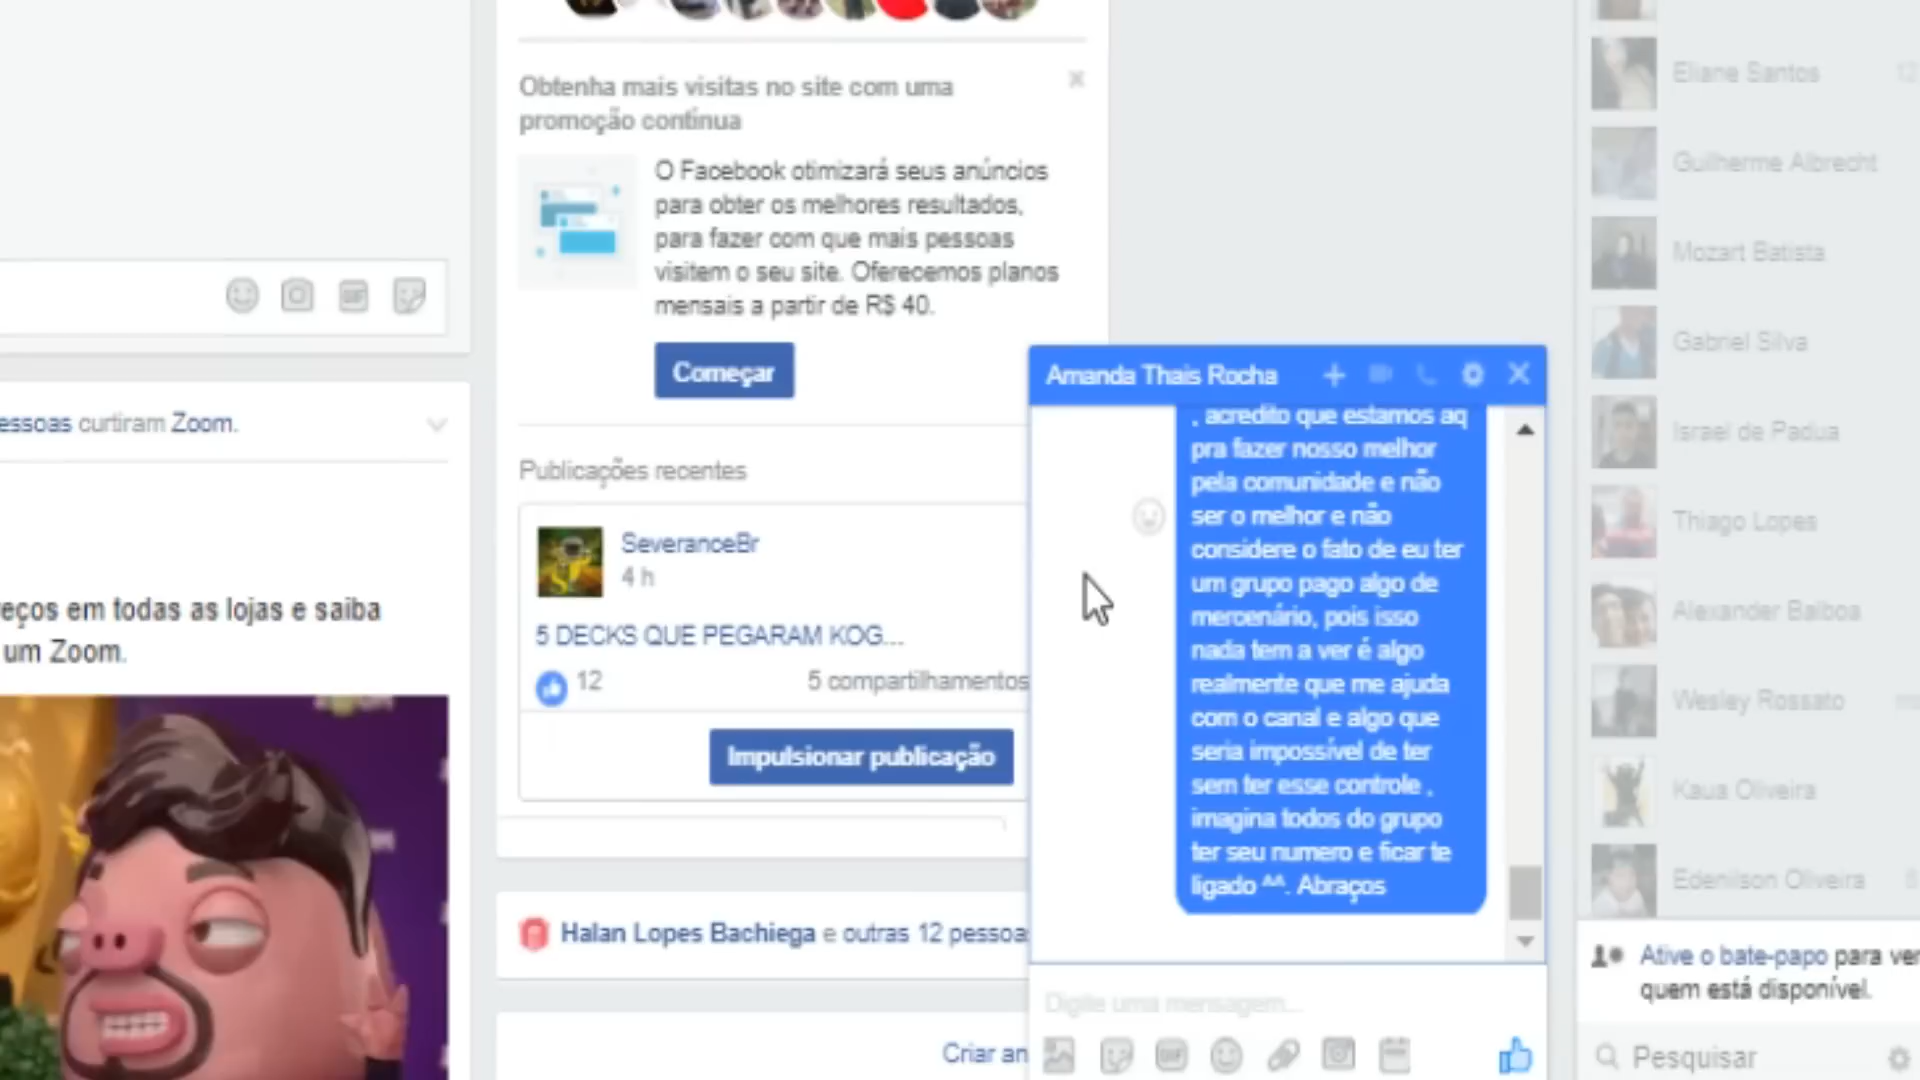 Obtenha mais visitas no site com uma
promoção contínua
O Facebook otimizará seus anúncios
para obter os melhores resultados,
para fazer com que mais pessoas
visitem o seu site. Oferecemos planos
mensais a partir de R$ 40.
Começar
essoas curtiram Zoom.
eços em todas as lojas e saiba
um Zoom.
Publicações recentes
SeveranceBr
4 h
5 DECKS QUE PEGARAM KOG...
12
5 compartilhamentos
Impulsionar publicação
Halan Lopes Bachiega e outras 12 pessoa
Criar an
Amanda Thais Rocha
, acredito que estamos aq
pra fazer nosso melhor
pela comunidade e não
ser o melhor e não
considere o fato de eu ter
um grupo pago algo de
mercenário, pois isso
nada tem a ver é algo
realmente que me ajuda
com o canal e algo que
seria impossível de ter
sem ter esse controle ,
imagina todos do grupo
ter seu numero e ficar te
ligado ^^. Abraços
Digite uma mensagem...
GIF
Eliane Santos
Guilherme Albrecht
Mozart Batista
Gabriel Silva
Israel de Padua
Thiago Lopes
Alexander Balboa
Wesley Rossato
Kaua Oliveira
Edenilson Oliveira
Ative o bate-papo para ver
quem está disponível.
Pesquisar